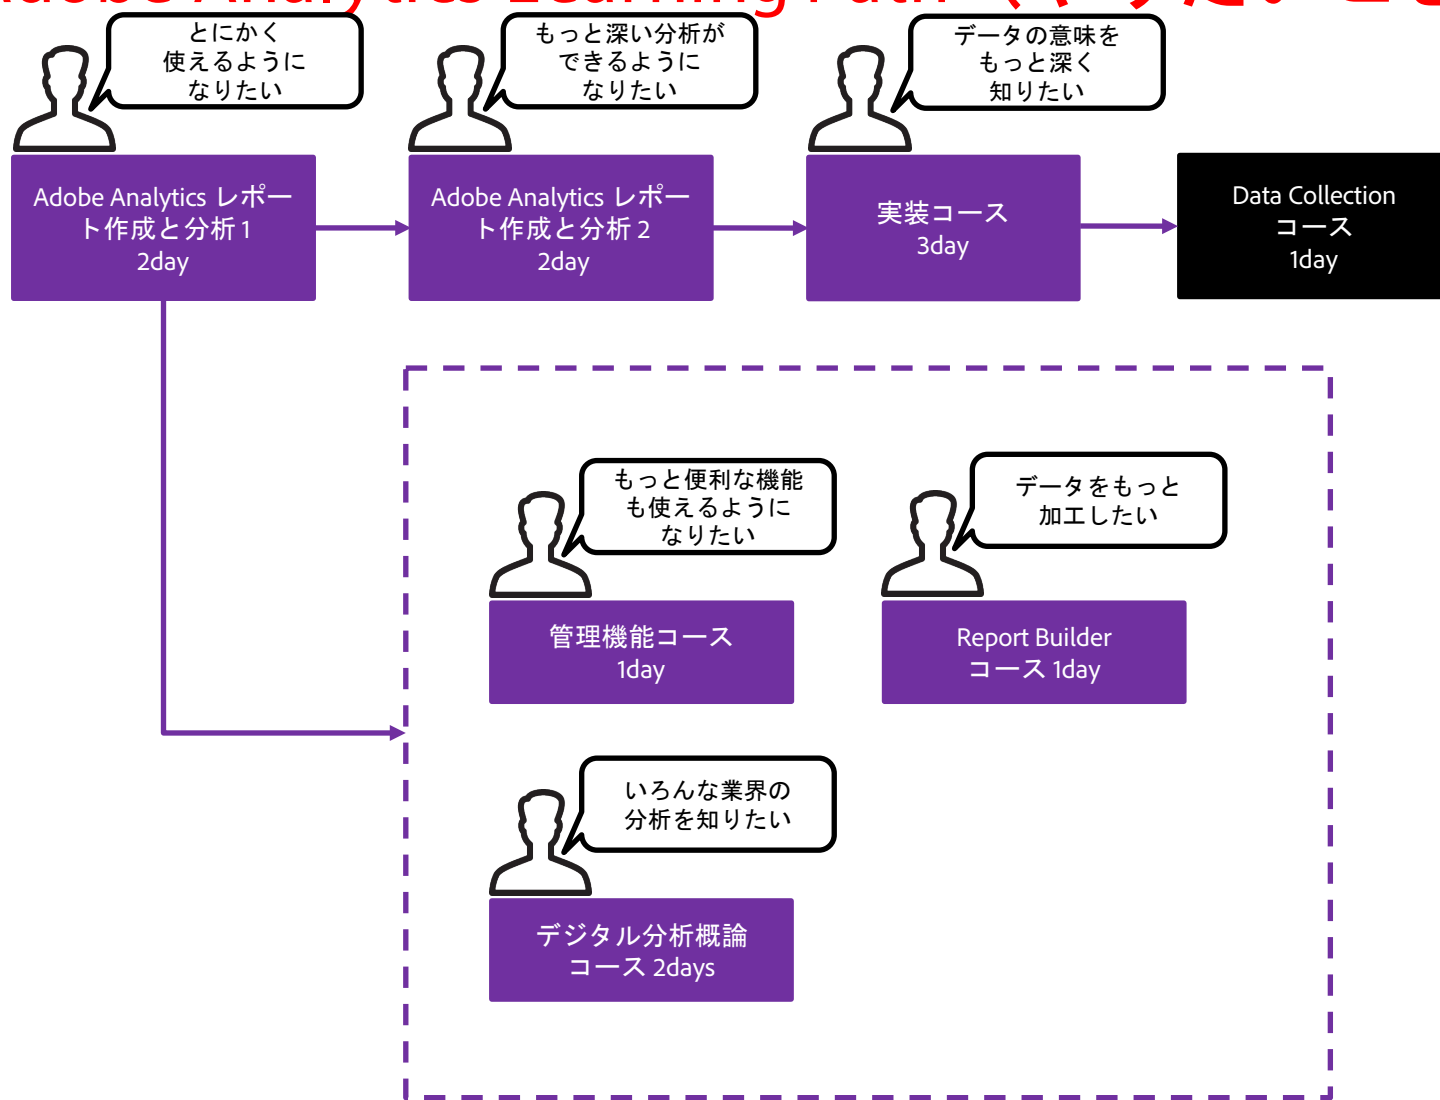 Adobe Analytics Learning Path
とにかく
使えるように
なりたい
もっと深い分析が
できるように
なりたい
データの意味を
もっと深く
知りたい
Adobe Analytics レポー
ト作成と分析 1
2day
Adobe Analytics レポー
ト作成と分析 2
2day
実装コース
3day
Data Collection
コース
1day
もっと便利な機能
も使えるように
なりたい
データをもっと
加工したい
管理機能コース
1day
Report Builder
コース 1day
いろんな業界の
分析を知りたい
デジタル分析概論
コース 2days